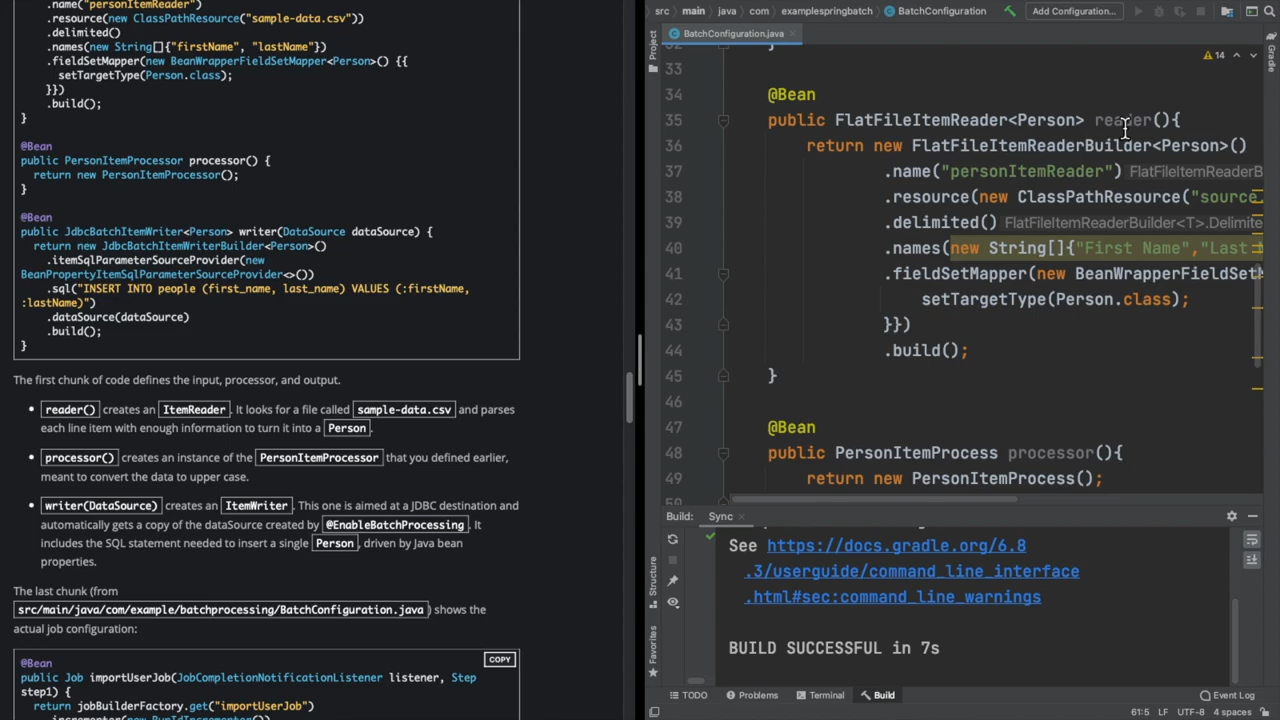 .name("personItemReader")
.resource(new ClassPathResource("sample-data.csv"))
.delimited()
.names(new String[]{"firstName", "lastName"})
.fieldSetMapper(new BeanWrapperFieldSetMapper<Person>() {{
setTargetType(Person.class);
}})
.build();
}
@Bean
public PersonItemProcessor processor() {
return new PersonItemProcessor();
}
@Bean
public JdbcBatchItemWriter<Person> writer(DataSource dataSource) {
return new JdbcBatchItemWriterBuilder<Person>()
.itemSqlParameterSourceProvider(new
BeanPropertyItemSqlParameterSourceProvider<>())
.sql("INSERT INTO people (first_name, last_name) VALUES (:firstName,
:lastName)")
.dataSource(dataSource)
.build();
}
The first chunk of code defines the input, processor, and output.
• reader() creates an ItemReader. It looks for a file called sample-data.csv and parses
each line item with enough information to turn it into a Person.
• processor() creates an instance of the PersonItemProcessor that you defined earlier,
meant to convert the data to upper case.
• writer(DataSource) creates an ItemWriter. This one is aimed at a JDBC destination and
automatically gets a copy of the dataSource created by @EnableBatchProcessing. It
includes the SQL statement needed to insert a single Person, driven by Java bean
properties.
The last chunk (from
src/main/java/com/example/batchprocessing/BatchConfiguration.java) shows the
actual job configuration:
COPY
@Bean
public Job importUserJob(JobCompletionNotificationListener listener, Step
step1) {
return jobBuilderFactory.get("importUserJob")
.incrementer(new RunIdIncrementer())
src main java com examplespringbatch BatchConfiguration Add Configuration...
BatchConfiguration.java
Project
Gradle
14
32 }
33
34 @Bean
35 public FlatFileItemReader<Person> reader(){
36 return new FlatFileItemReaderBuilder<Person>()
37 .name("personItemReader") FlatFileItemReaderB
38 .resource(new ClassPathResource("source
39 .delimited() FlatFileItemReaderBuilder<T>.Delimite
40 .names(new String[]{"First Name","Last
41 .fieldSetMapper(new BeanWrapperFieldSet
42 setTargetType(Person.class);
43 }})
44 .build();
45 }
46
47 @Bean
48 public PersonItemProcess processor(){
49 return new PersonItemProcess();
50
Build: Sync
See https://docs.gradle.org/6.8
.3/userguide/command_line_interface
.html#sec:command_line_warnings
BUILD SUCCESSFUL in 7s
Structure
Favorites
TODO Problems Terminal Build Event Log
61:5 LF UTF-8 4 spaces